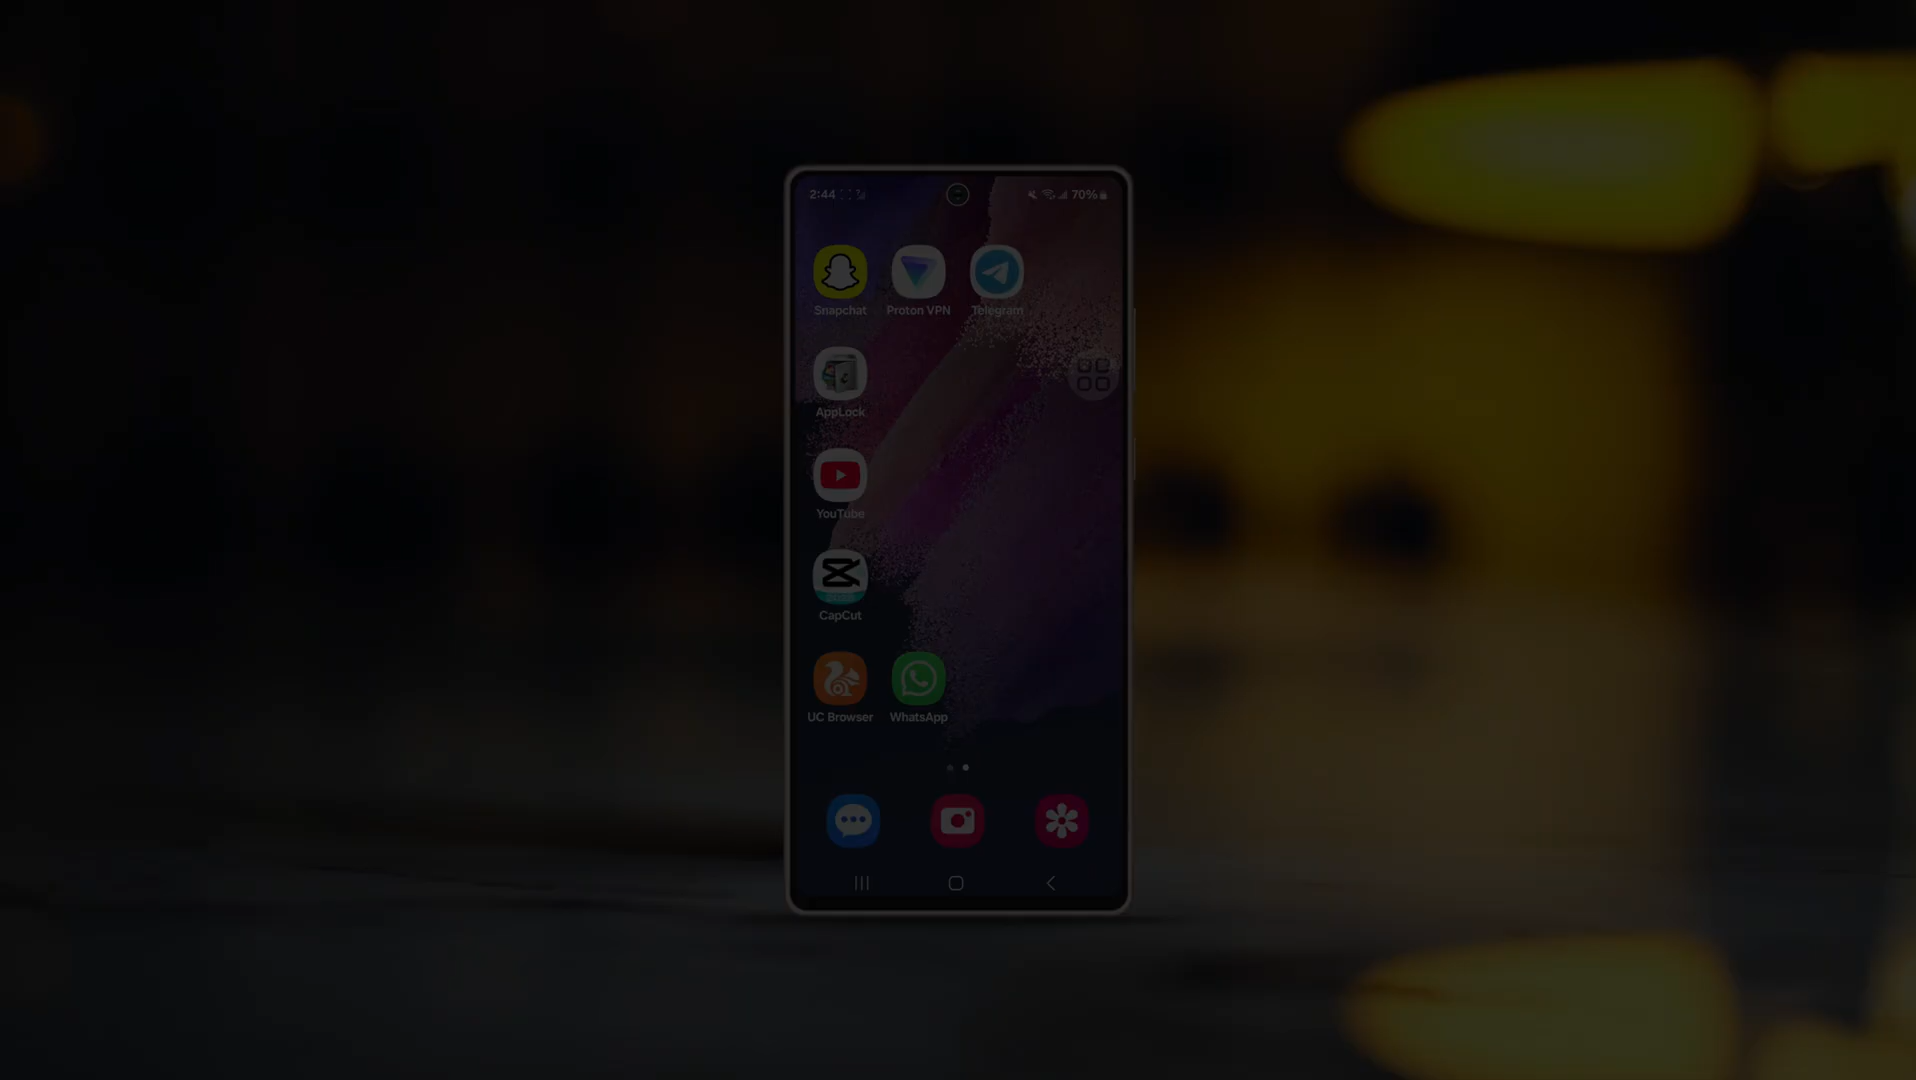 2:44 70%
Snapchat Proton VPN Telegram
AppLock
YouTube
CapCut
UC Browser WhatsApp